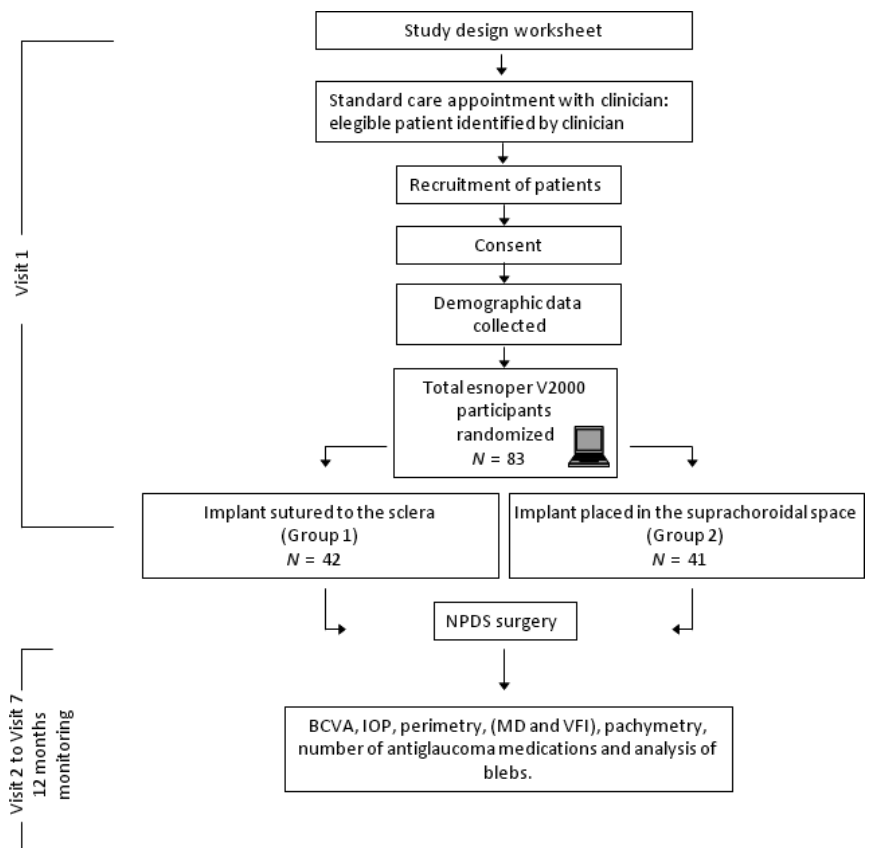 Study design worksheet
Standard care appointment with clinician:
elegible patient identified by clinician
Recruitment of patients
Consent
Demographic data
collected
Total esnoper V2000
participants
randomized
N = 83
Visit 1
Implant sutured to the sclera
(Group 1)
N = 42
Implant placed in the suprachoroidal space
(Group 2)
N = 41
NPDS surgery
Visit 2 to Visit 7
12 months
monitoring
BCVA, IOP, perimetry, (MD and VFI), pachymetry,
number of antiglaucoma medications and analysis of
blebs.